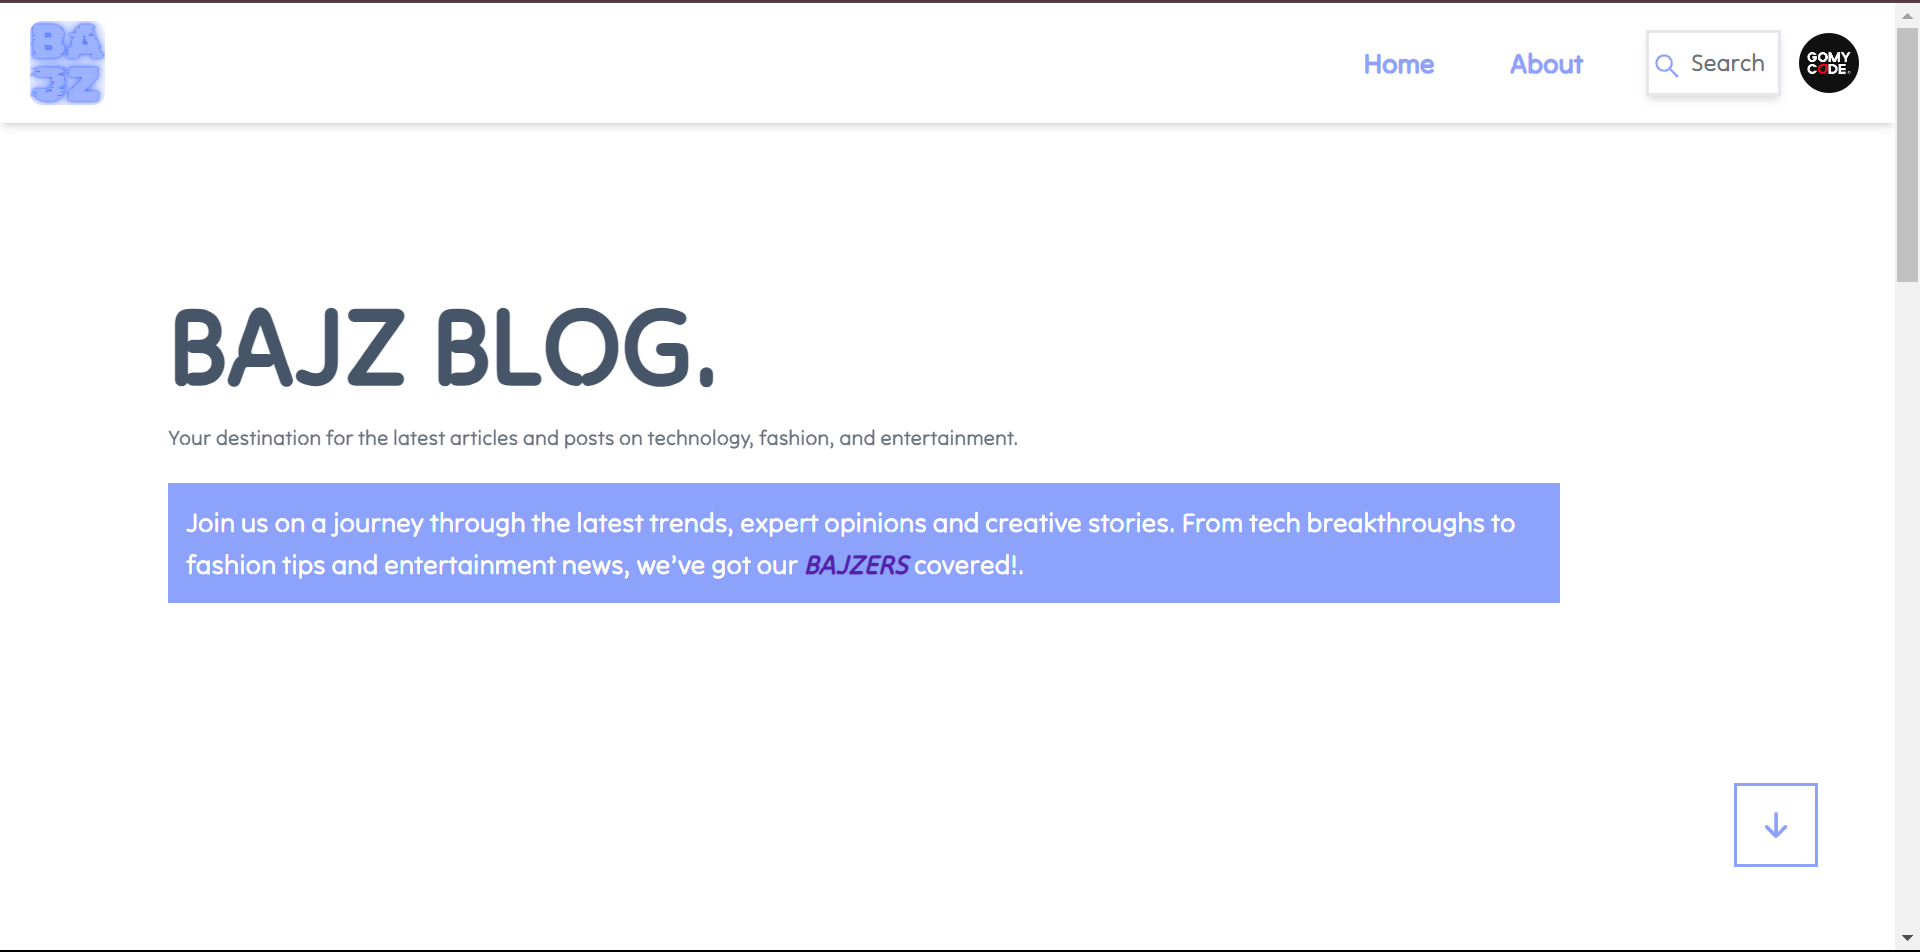 BA
JZ
Home
About
Search
GOMY
CODE
BAJZ BLOG.
Your destination for the latest articles and posts on technology, fashion, and entertainment.
Join us on a journey through the latest trends, expert opinions and creative stories. From tech breakthroughs to
fashion tips and entertainment news, we’ve got our BAJZERS covered!.